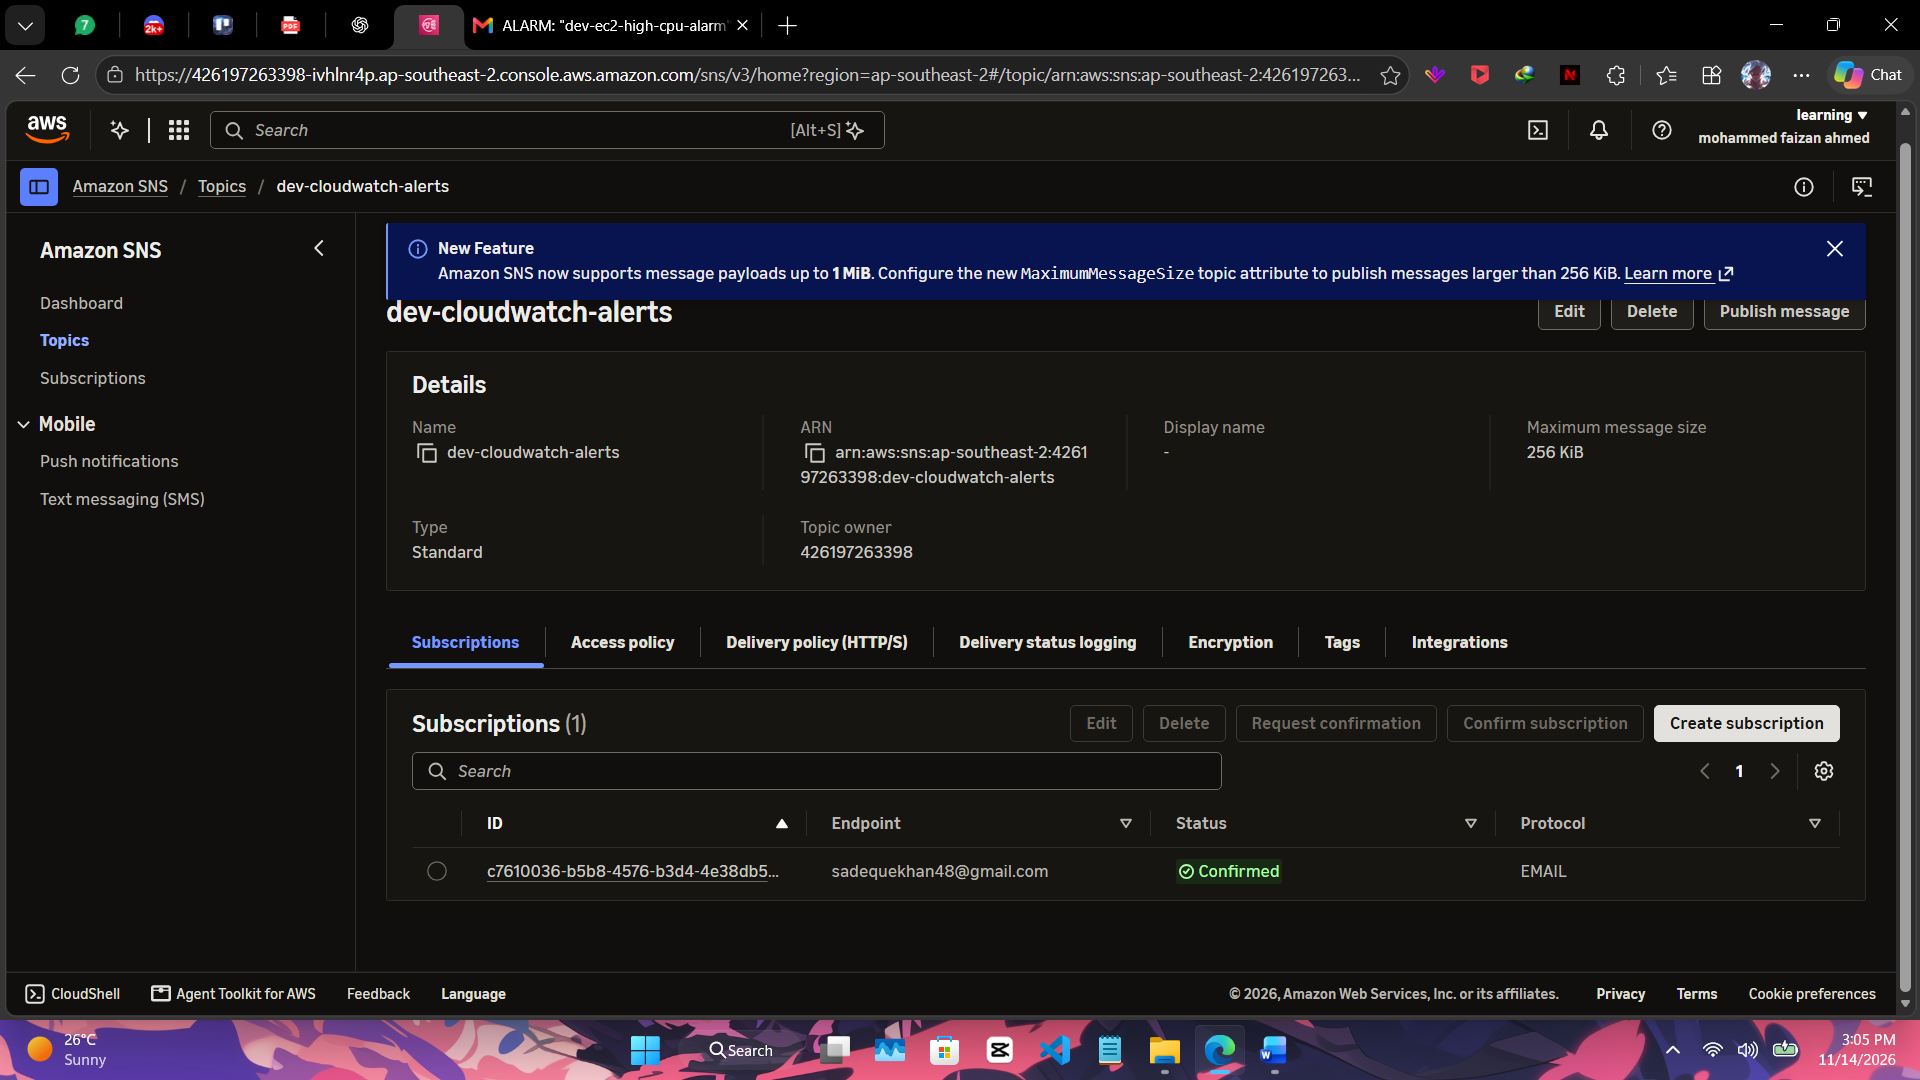 7
2k+
PDF
ALARM: "dev-ec2-high-cpu-alarm"
https://426197263398-ivhlnr4p.ap-southeast-2.console.aws.amazon.com/sns/v3/home?region=ap-southeast-2#/topic/arn:aws:sns:ap-southeast-2:426197263...
N
Chat
aws
Search
[Alt+S]
learning
mohammed faizan ahmed
Amazon SNS / Topics / dev-cloudwatch-alerts
Amazon SNS
Dashboard
Topics
Subscriptions
Mobile
Push notifications
Text messaging (SMS)
New Feature
Amazon SNS now supports message payloads up to 1 MiB. Configure the new MaximumMessageSize topic attribute to publish messages larger than 256 KiB. Learn more
dev-cloudwatch-alerts
Edit
Delete
Publish message
Details
Name
dev-cloudwatch-alerts
ARN
arn:aws:sns:ap-southeast-2:4261
97263398:dev-cloudwatch-alerts
Display name
-
Maximum message size
256 KiB
Type
Standard
Topic owner
426197263398
Subscriptions
Access policy
Delivery policy (HTTP/S)
Delivery status logging
Encryption
Tags
Integrations
Subscriptions (1)
Edit
Delete
Request confirmation
Confirm subscription
Create subscription
Search
1
ID
Endpoint
Status
Protocol
c7610036-b5b8-4576-b3d4-4e38db5...
sadequekhan48@gmail.com
Confirmed
EMAIL
CloudShell
Agent Toolkit for AWS
Feedback
Language
© 2026, Amazon Web Services, Inc. or its affiliates.
Privacy
Terms
Cookie preferences
26°C
Sunny
Search
3:05 PM
11/14/2026